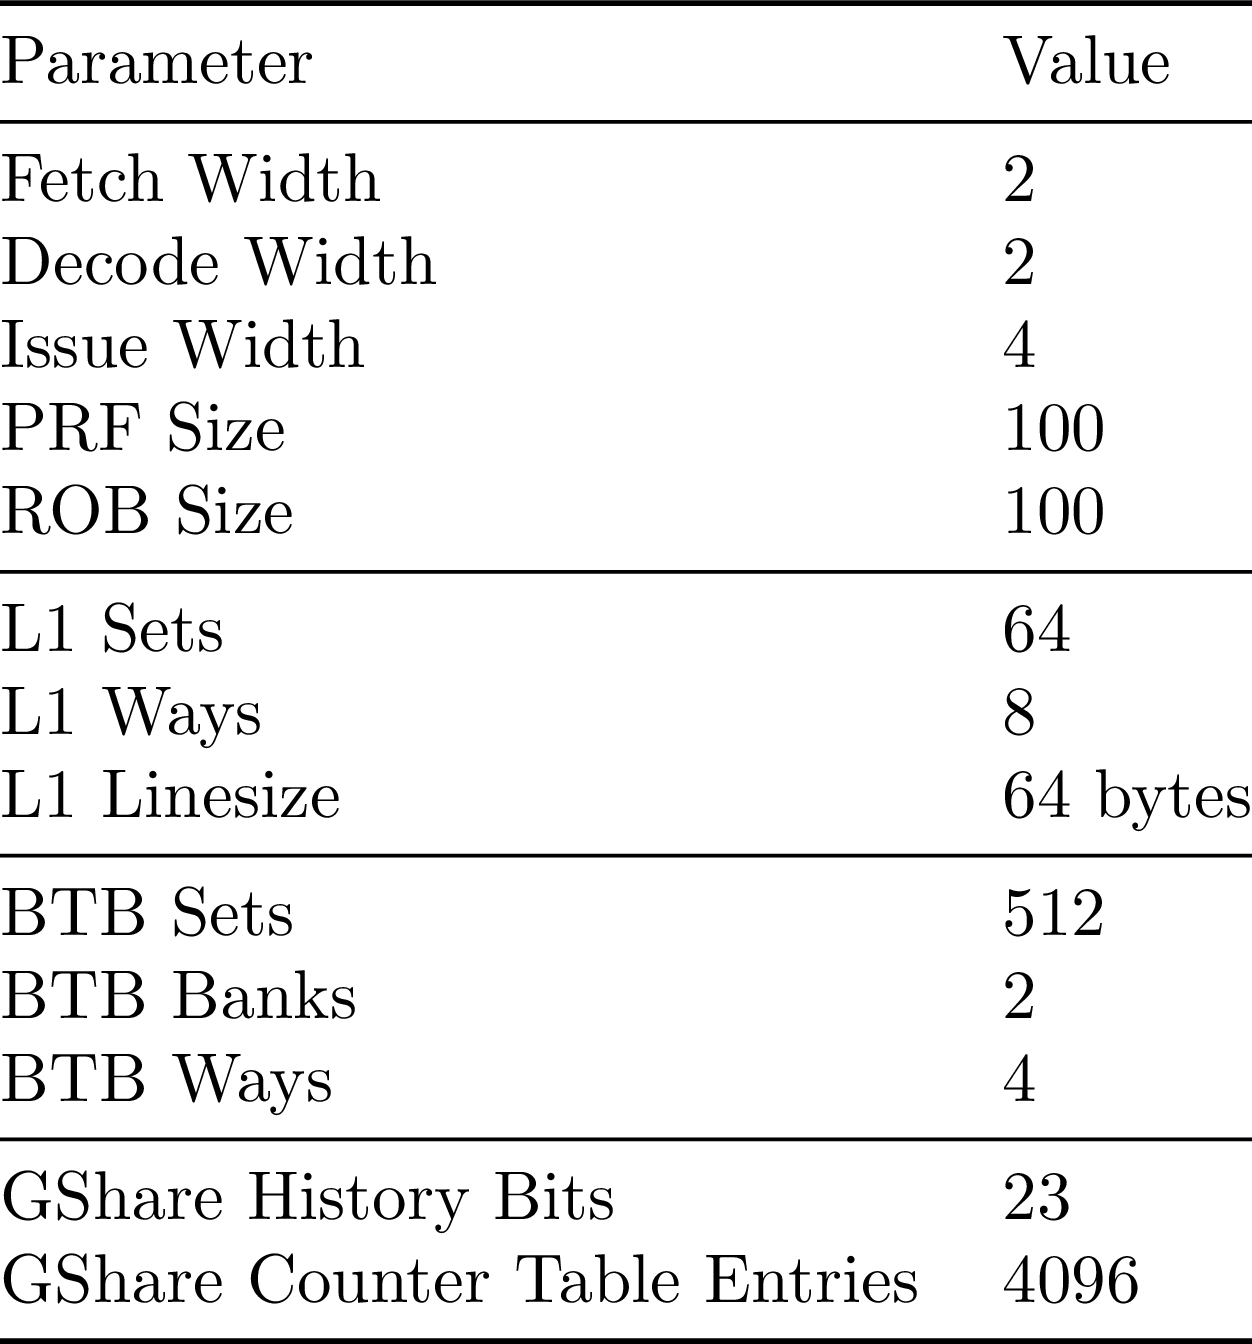 Parameter Value
Fetch Width 2
Decode Width 2
Issue Width 4
PRF Size 100
ROB Size 100
L1 Sets 64
L1 Ways 8
L1 Linesize 64 bytes
BTB Sets 512
BTB Banks 2
BTB Ways 4
GShare History Bits 23
GShare Counter Table Entries 4096